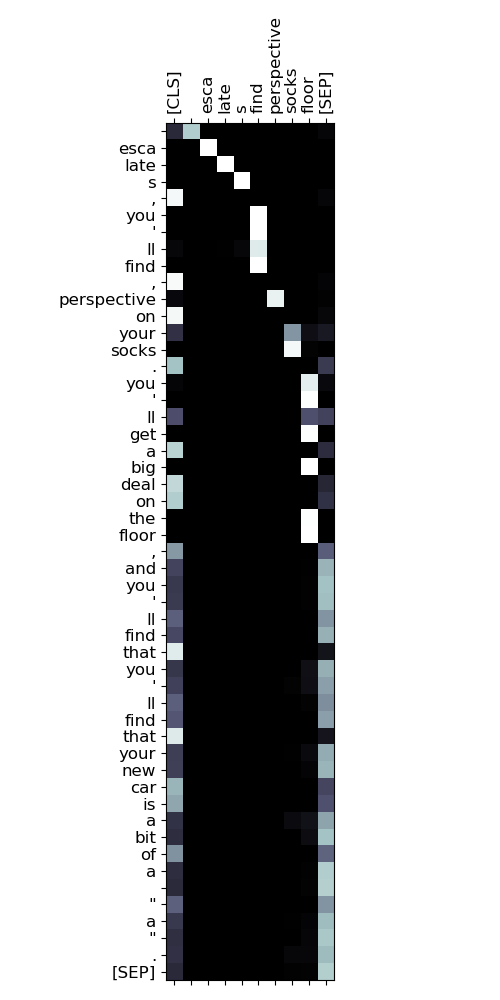 [CLS]
esca
late
s
find
perspective
socks
floor
[SEP]
esca
late
s
,
you
'
ll
find
,
perspective
on
your
socks
.
you
'
ll
get
a
big
deal
on
the
floor
,
and
you
'
ll
find
that
you
'
ll
find
that
your
new
car
is
a
bit
of
a
"
a
"
.
[SEP]